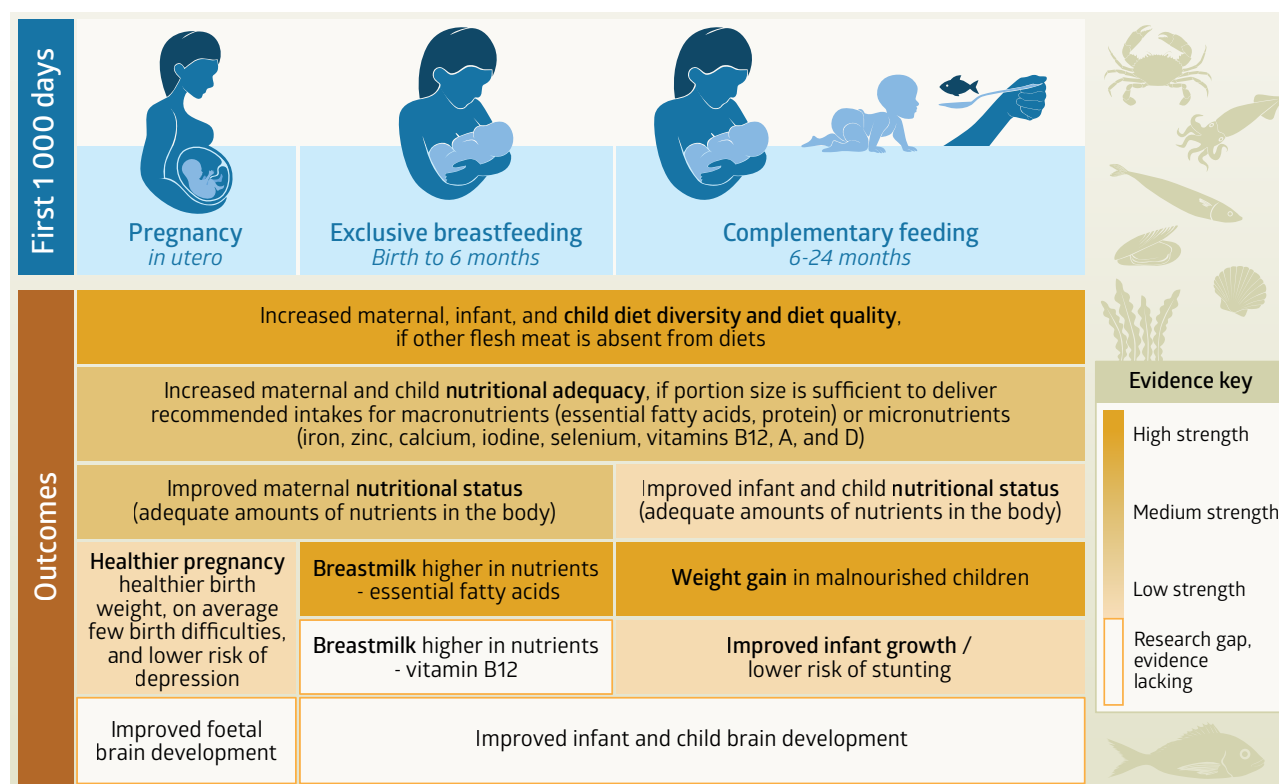 First 1 000 days
Pregnancy
in utero
Exclusive breastfeeding
Birth to 6 months
Complementary feeding
6-24 months
Outcomes
Increased maternal, infant, and child diet diversity and diet quality,
if other flesh meat is absent from diets
Increased maternal and child nutritional adequacy, if portion size is sufficient to deliver
recommended intakes for macronutrients (essential fatty acids, protein) or micronutrients
(iron, zinc, calcium, iodine, selenium, vitamins B12, A, and D)
Improved maternal nutritional status
(adequate amounts of nutrients in the body)
Improved infant and child nutritional status
(adequate amounts of nutrients in the body)
Healthier pregnancy
healthier birth
weight, on average
few birth difficulties,
and lower risk of
depression
Breastmilk higher in nutrients
- essential fatty acids
Weight gain in malnourished children
Breastmilk higher in nutrients
- vitamin B12
Improved infant growth /
lower risk of stunting
Improved foetal
brain development
Improved infant and child brain development
Evidence key
High strength
Medium strength
Low strength
Research gap,
evidence
lacking